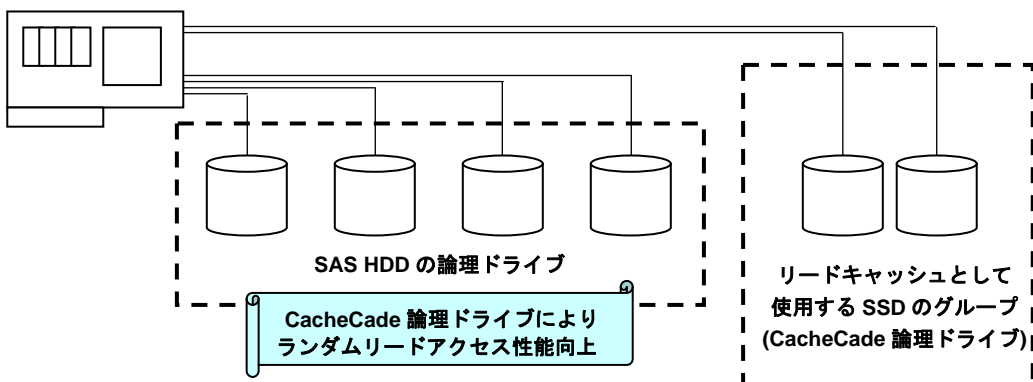 SAS HDD の論理ドライブ
CacheCade 論理ドライブにより
ランダムリードアクセス性能向上
リードキャッシュとして
使用する SSD のグループ
(CacheCade 論理ドライブ)